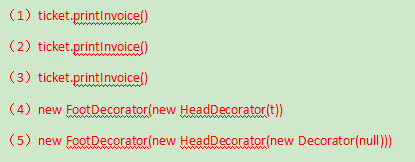 （1）ticket.printInvoice()
（2）ticket.printInvoice()
（3）ticket.printInvoice()
（4）new FootDecorator(new HeadDecorator(t))
（5）new FootDecorator(new HeadDecorator(new Decorator(null)))